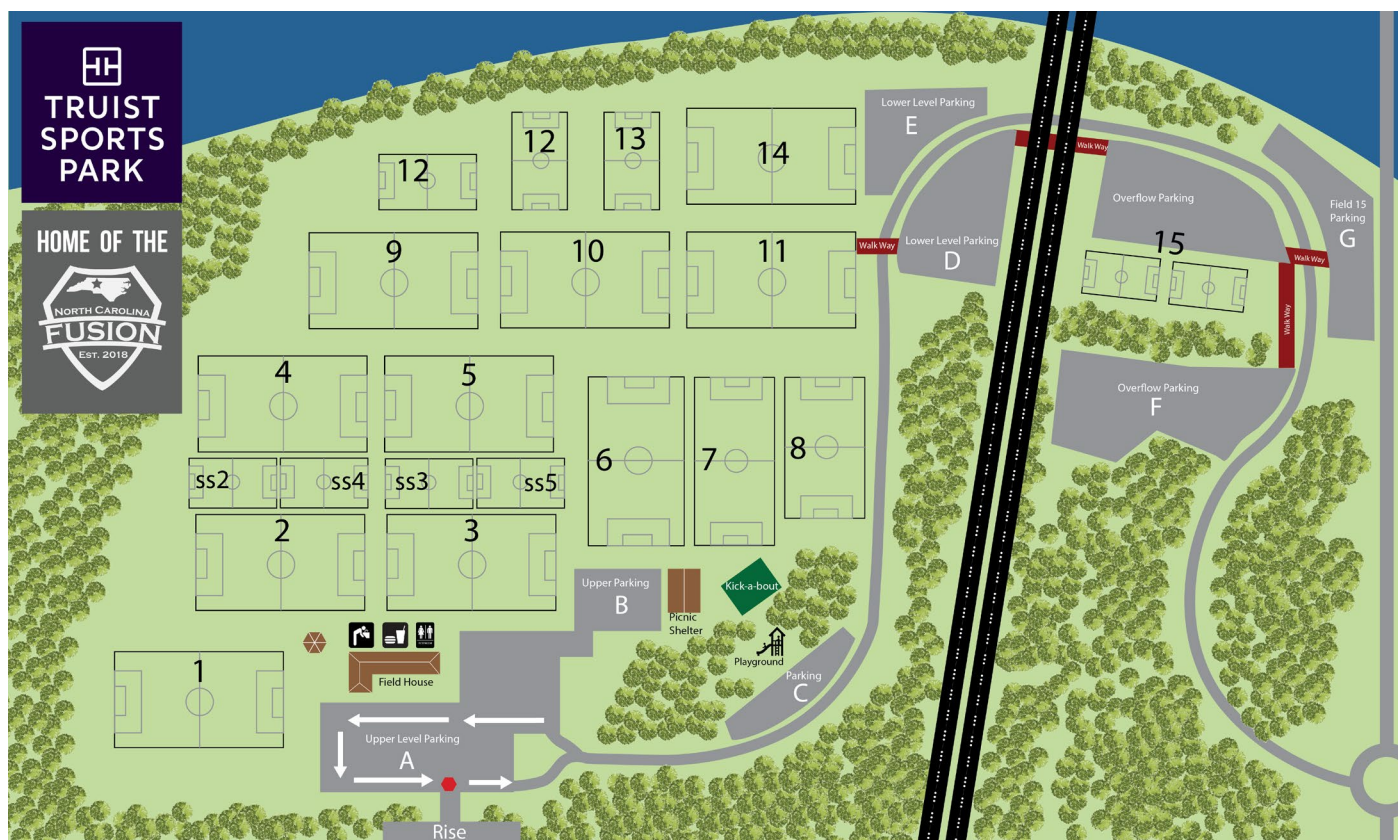 TRUIST
SPORTS
PARK
HOME OF THE
NORTH CAROLINA
FUSION
EST. 2018
12
12
13
14
Lower Level Parking
E
Walk Way
Overflow Parking
Field 15
Parking
G
9
10
11
Walk Way
Lower Level Parking
D
15
Walk Way
Walk Way
4
5
Overflow Parking
F
6
7
8
ss2
ss4
ss3
ss5
2
3
Upper Parking
B
Picnic
Shelter
Kick-a-bout
Playground
Parking
C
1
Field House
Upper Level Parking
A
Rise